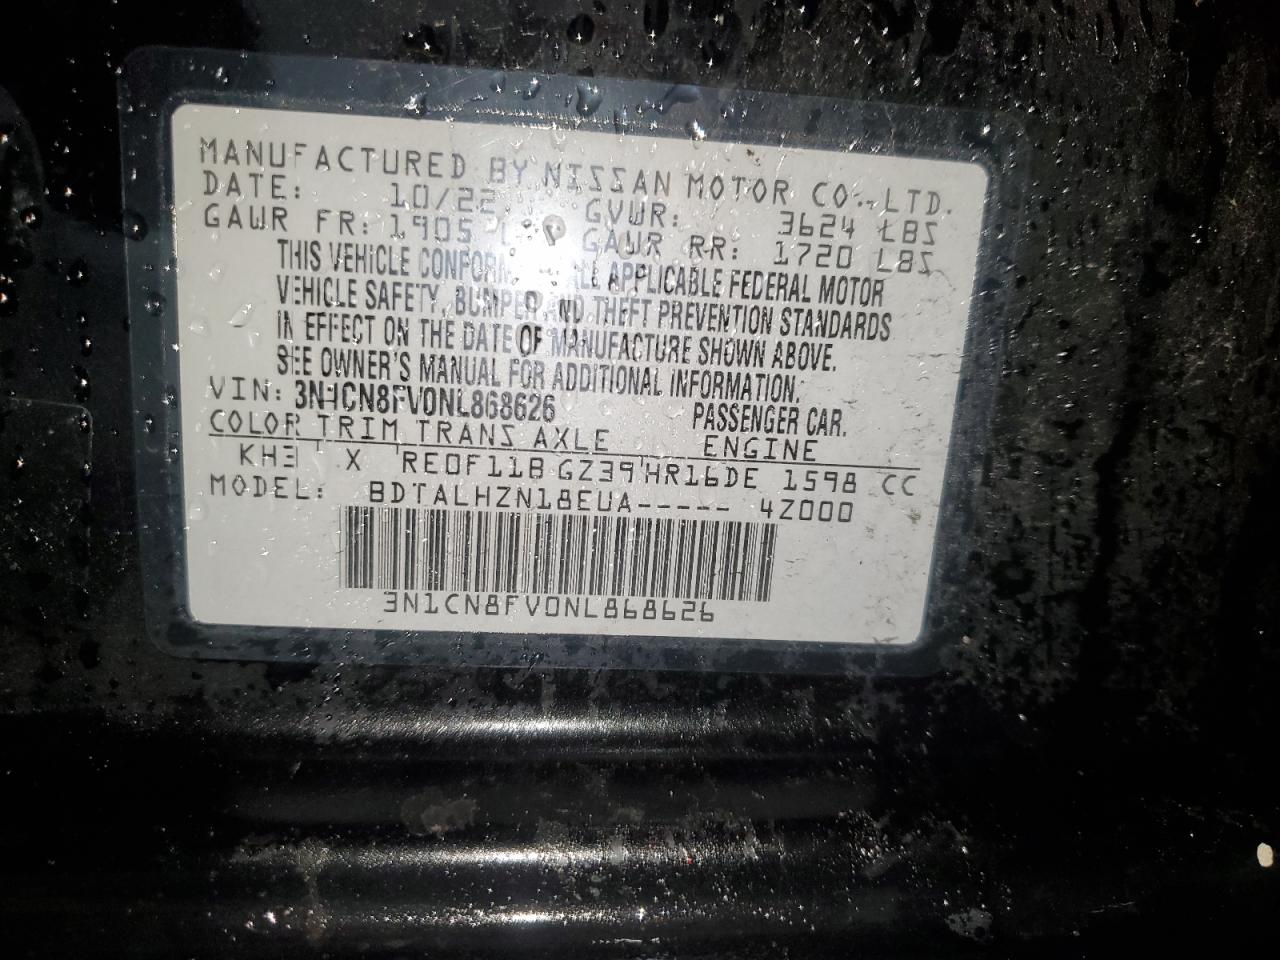 MANUFACTURED BY NISSAN MOTOR CO., LTD.
DATE: 10/22 GVWR: 3624 LBS
GAWR FR: 1905 GAWR RR: 1720 LBS
THIS VEHICLE ALL APPLICABLE FEDERAL MOTOR
VEHICLE SAFETY, BUMPER AND THEFT PREVENTION STANDARDS
IN EFFECT ON THE DATE OF MANUFACTURE SHOWN ABOVE.
SEE OWNER'S MANUAL FOR ADDITIONAL INFORMATION.
VIN: 3N1CN8FV0NL868626 PASSENGER CAR.
COLOR TRIM TRANS AXLE ENGINE
KH3 X RE0F11B GZ39 HR16DE 1598 CC
MODEL: BDTALHZN18EUA----- 4Z000
3N1CN8FV0NL868626